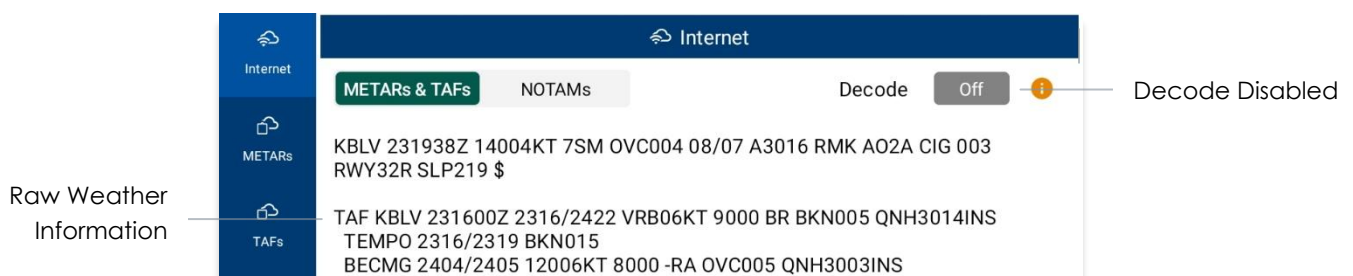 Internet
Internet
METARs & TAFs
NOTAMs
Decode
Off
Decode Disabled
METARs
KBLV 231938Z 14004KT 7SM OVC004 08/07 A3016 RMK AO2A CIG 003
RWY32R SLP219 $
Raw Weather
Information
TAFs
TAF KBLV 231600Z 2316/2422 VRB06KT 9000 BR BKN005 QNH3014INS
TEMPO 2316/2319 BKN015
BECMG 2404/2405 12006KT 8000 -RA OVC005 QNH3003INS